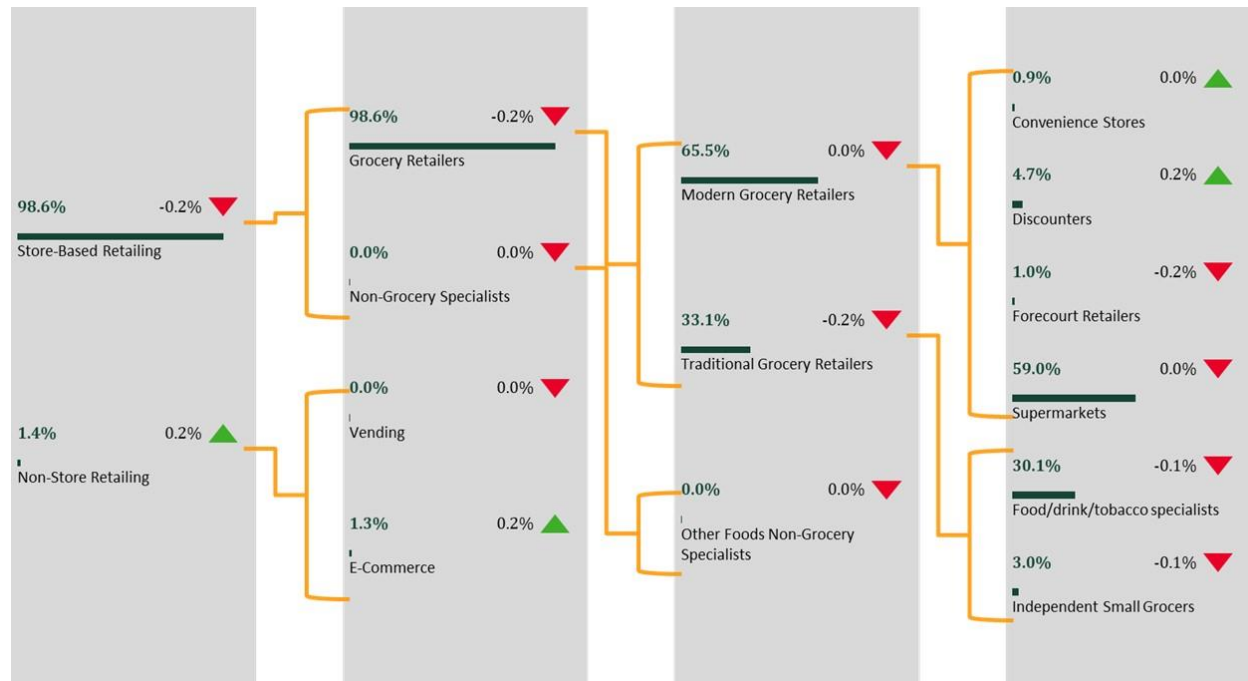 98.6% -0.2%
Store-Based Retailing
1.4% 0.2%
Non-Store Retailing
98.6% -0.2%
Grocery Retailers
0.0% 0.0%
Non-Grocery Specialists
0.0% 0.0%
Vending
1.3% 0.2%
E-Commerce
65.5% 0.0%
Modern Grocery Retailers
33.1% -0.2%
Traditional Grocery Retailers
0.0% 0.0%
Other Foods Non-Grocery
Specialists
0.9% 0.0%
Convenience Stores
4.7% 0.2%
Discounters
1.0% -0.2%
Forecourt Retailers
59.0% 0.0%
Supermarkets
30.1% -0.1%
Food/drink/tobacco specialists
3.0% -0.1%
Independent Small Grocers